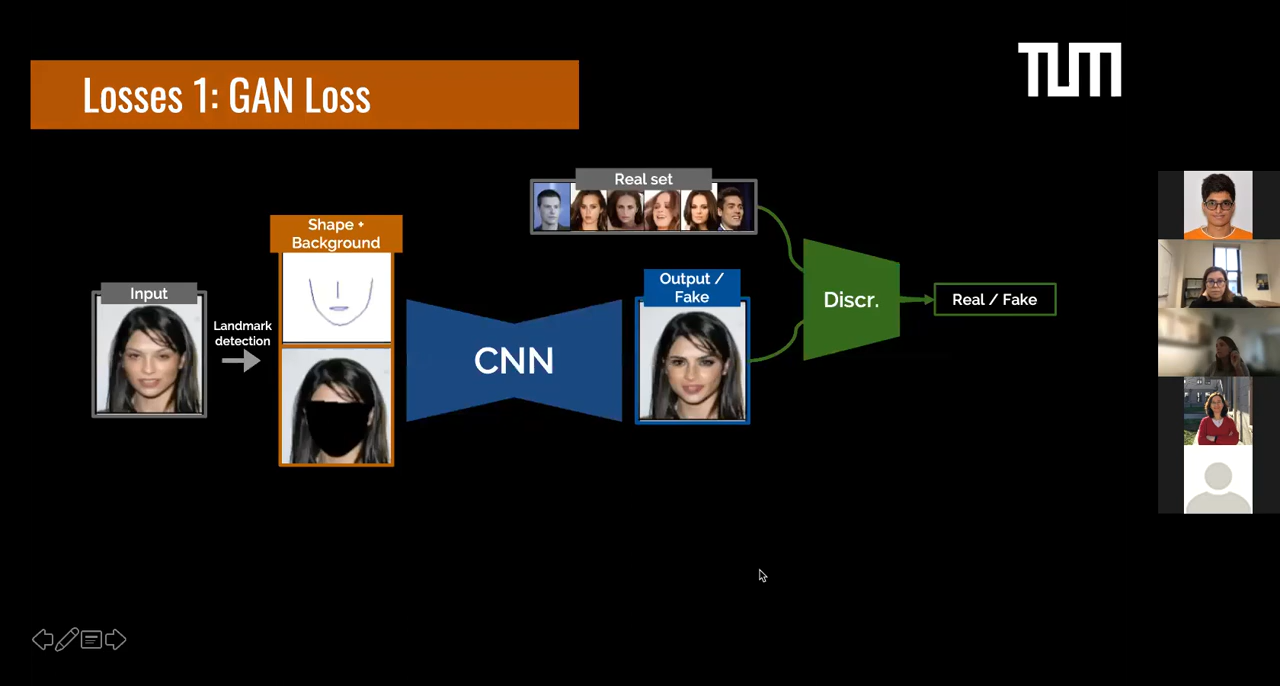 Losses 1: GAN Loss
TUM
Real set
Shape +
Background
Input
Landmark
detection
CNN
Output /
Fake
Discr.
Real / Fake